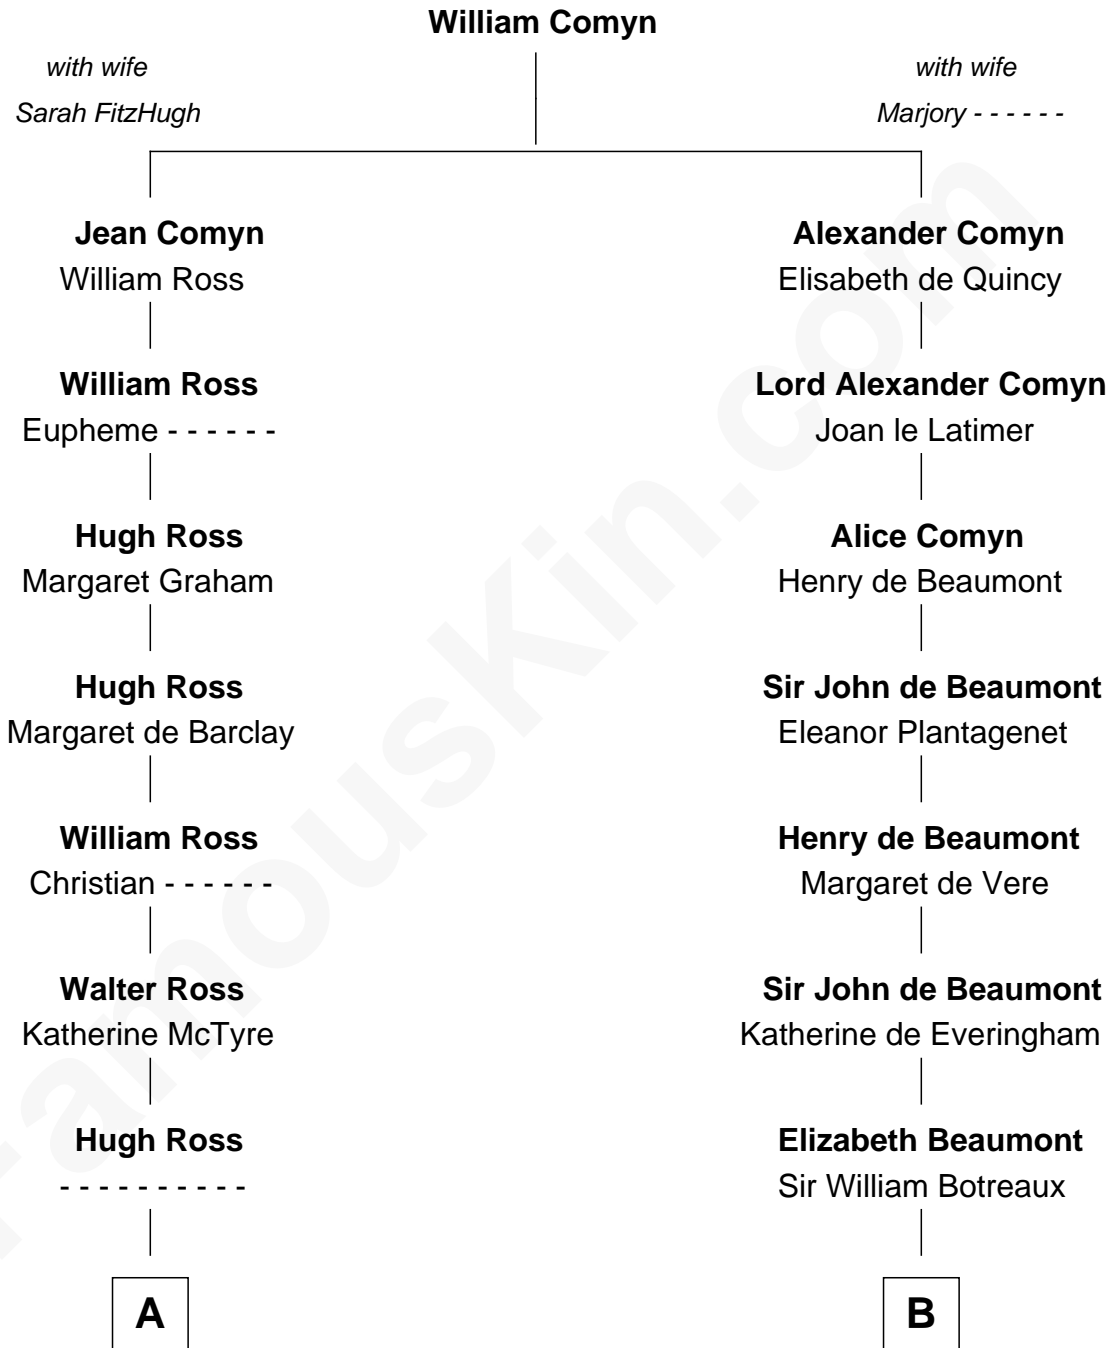 William Comyn
with wife
Sarah FitzHugh
with wife
Marjory - - - - - -
Jean Comyn
William Ross
Alexander Comyn
Elisabeth de Quincy
William Ross
Eupheme - - - - - -
Lord Alexander Comyn
Joan le Latimer
Hugh Ross
Margaret Graham
Alice Comyn
Henry de Beaumont
Hugh Ross
Margaret de Barclay
Sir John de Beaumont
Eleanor Plantagenet
William Ross
Christian - - - - - -
Henry de Beaumont
Margaret de Vere
Walter Ross
Katherine McTyre
Sir John de Beaumont
Katherine de Everingham
Hugh Ross
- - - - - - - - - -
Elizabeth Beaumont
Sir William Botreaux
A
B
FamousKin.com